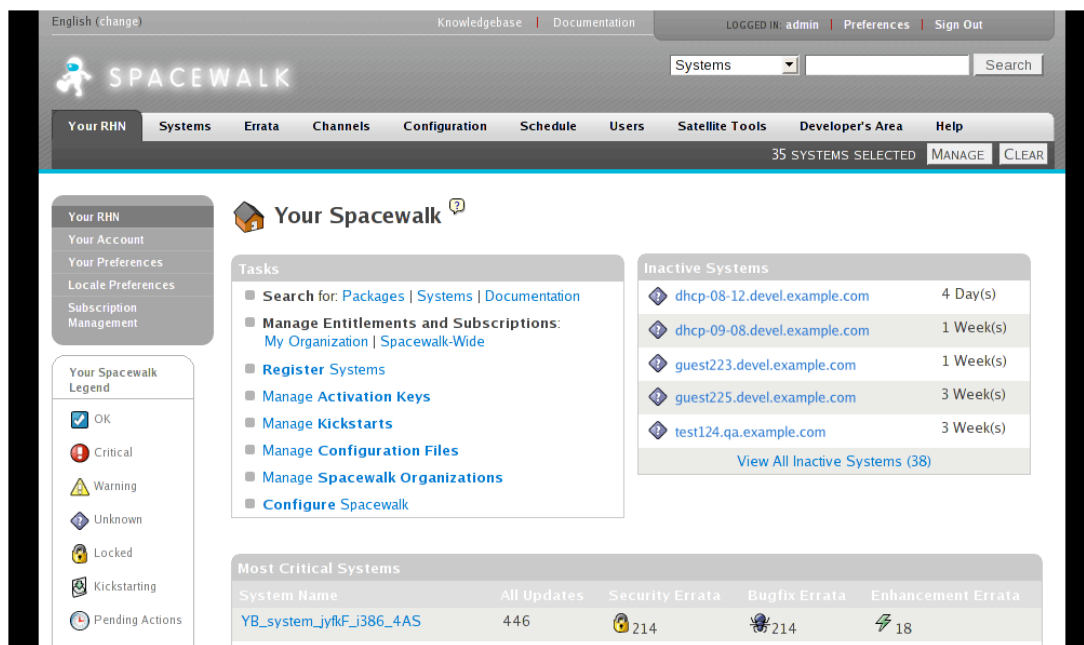 English (change)
Knowledgebase | Documentation
LOGGED IN: admin | Preferences | Sign Out
SPACEWALK
Systems
Search
Your RHN Systems Errata Channels Configuration Schedule Users Satellite Tools Developer's Area Help
35 SYSTEMS SELECTED MANAGE CLEAR
Your RHN
Your Account
Your Preferences
Locale Preferences
Subscription
Management
Your Spacewalk
Legend
OK
Critical
Warning
Unknown
Locked
Kickstarting
Pending Actions
Your Spacewalk
Tasks
Search for: Packages | Systems | Documentation
Manage Entitlements and Subscriptions:
My Organization | Spacewalk-Wide
Register Systems
Manage Activation Keys
Manage Kickstarts
Manage Configuration Files
Manage Spacewalk Organizations
Configure Spacewalk
Inactive Systems
dhcp-08-12.devel.example.com 4 Day(s)
dhcp-09-08.devel.example.com 1 Week(s)
guest223.devel.example.com 1 Week(s)
guest225.devel.example.com 3 Week(s)
test124.qa.example.com 3 Week(s)
View All Inactive Systems (38)
Most Critical Systems
System Name All Updates Security Errata Bugfix Errata Enhancement Errata
YB_system_jyfkF_i386_4AS 446 214 214 18